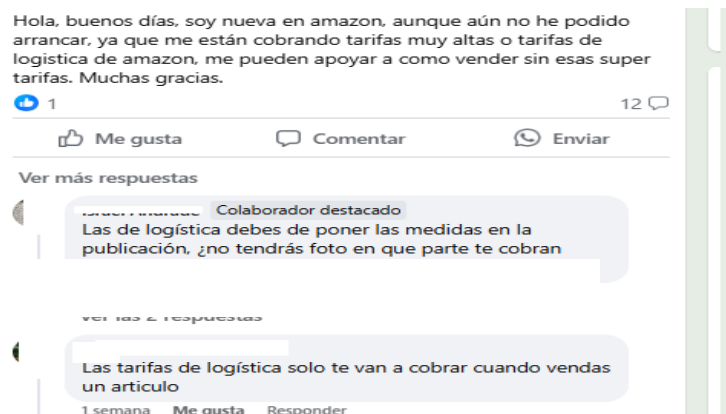 Hola, buenos días, soy nueva en amazon, aunque aún no he podido
arrancar, ya que me están cobrando tarifas muy altas o tarifas de
logistica de amazon, me pueden apoyar a como vender sin esas super
tarifas. Muchas gracias.
1 12
Me gusta Comentar Enviar
Ver más respuestas
Colaborador destacado
Las de logística debes de poner las medidas en la
publicación, ¿no tendrás foto en que parte te cobran
Ver las 2 respuestas
Las tarifas de logística solo te van a cobrar cuando vendas
un articulo
1 semana Me gusta Responder